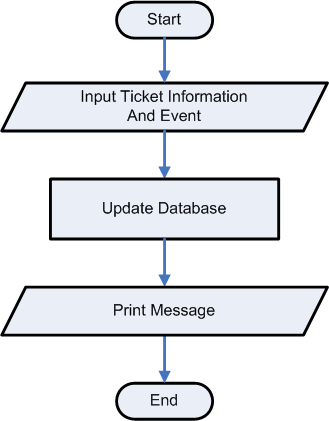 Start
Input Ticket Information
And Event
Update Database
Print Message
End